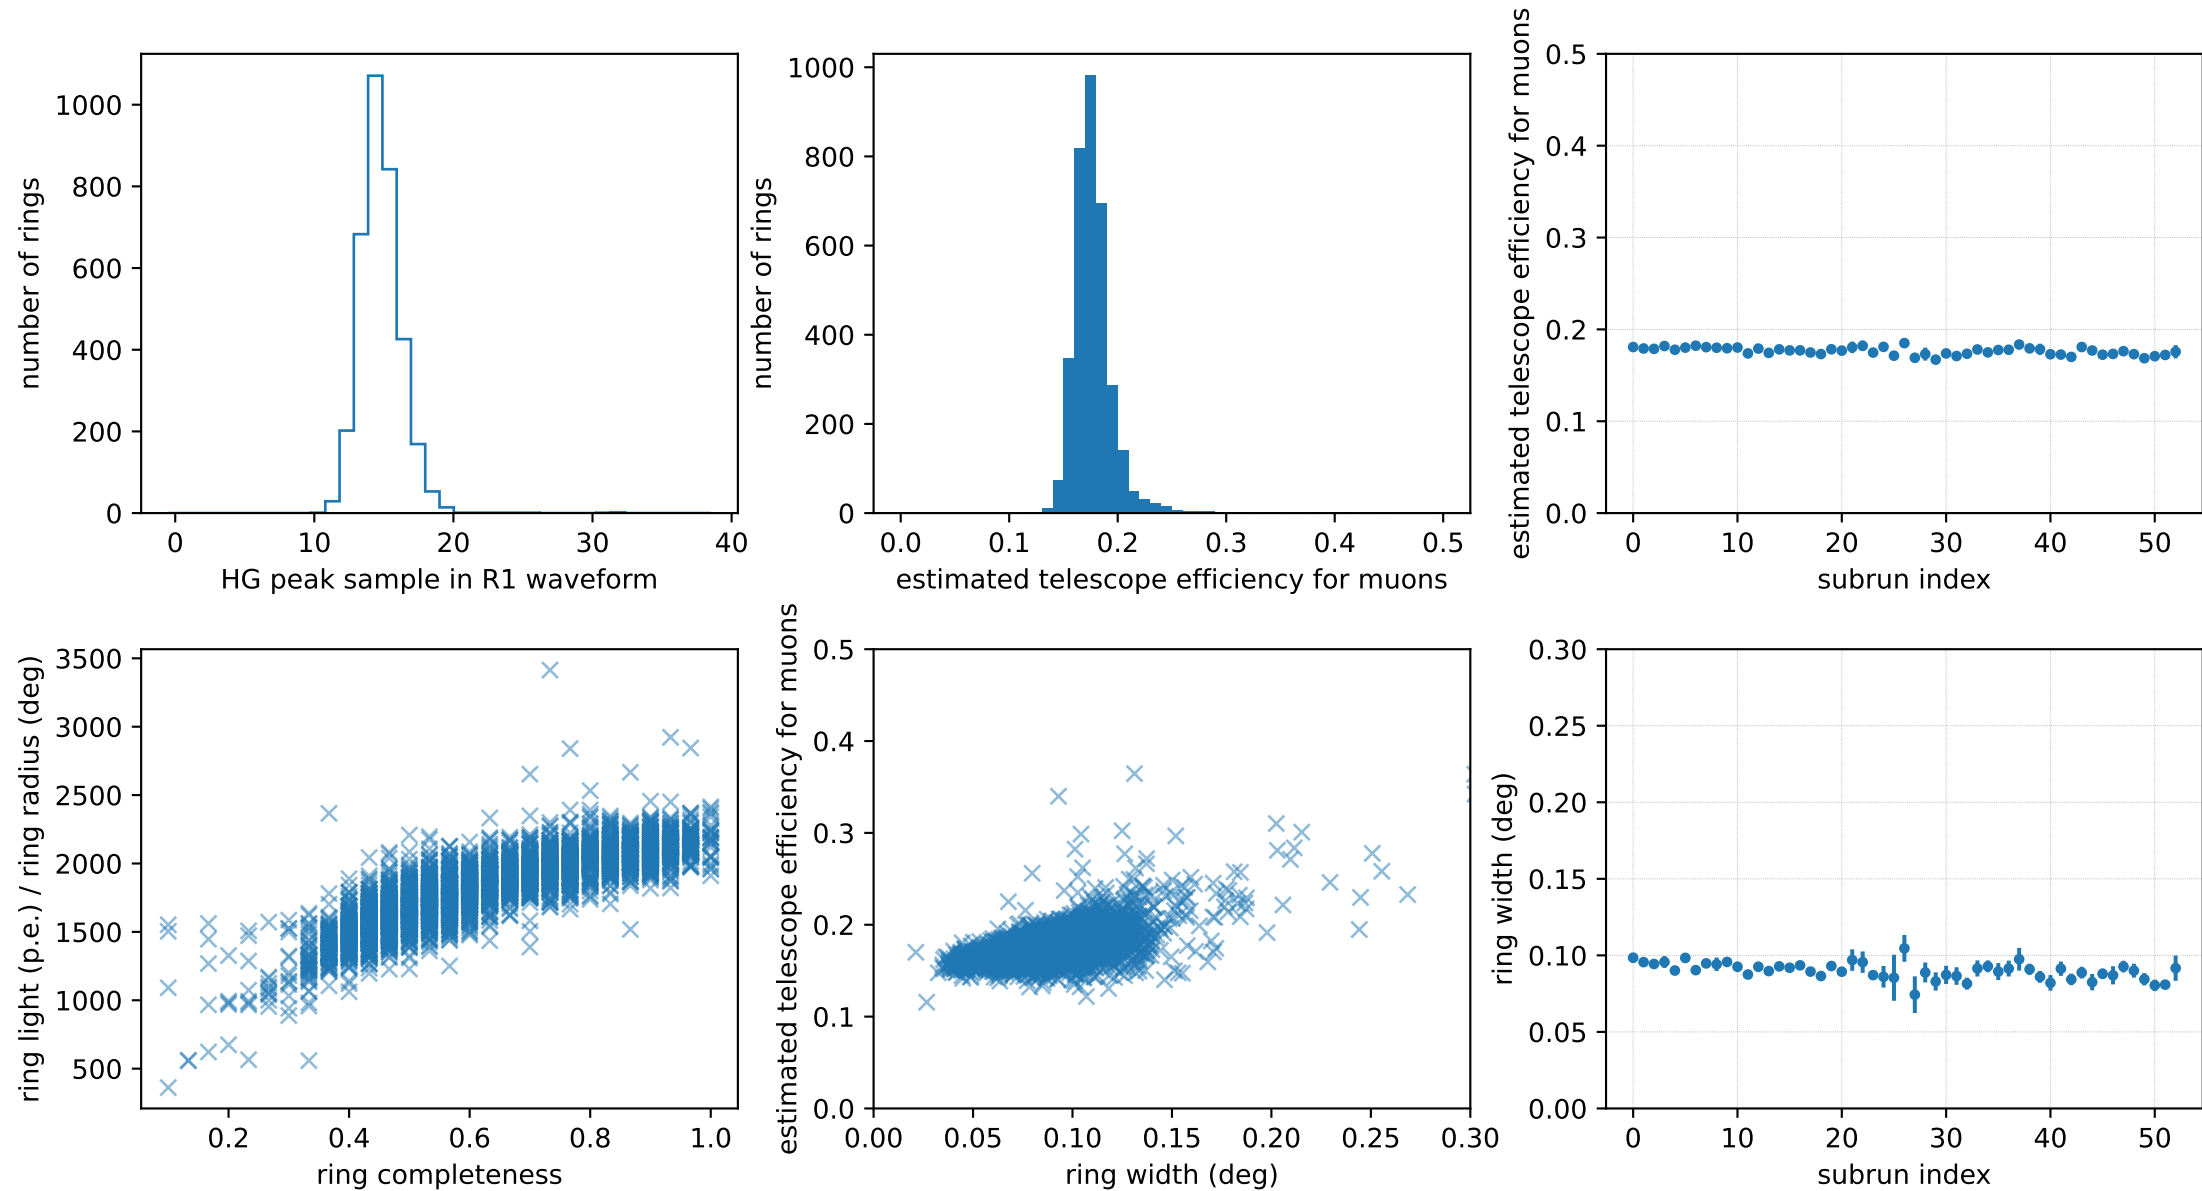 number of rings
1000
800
600
400
200
0
0 10 20 30 40
HG peak sample in R1 waveform
number of rings
1000
800
600
400
200
0
0.0 0.1 0.2 0.3 0.4 0.5
estimated telescope efficiency for muons
estimated telescope efficiency for muons
0.5
0.4
0.3
0.2
0.1
0.0
0 10 20 30 40 50
subrun index
ring light (p.e.) / ring radius (deg)
3500
3000
2500
2000
1500
1000
500
0.2 0.4 0.6 0.8 1.0
ring completeness
estimated telescope efficiency for muons
0.5
0.4
0.3
0.2
0.1
0.0
0.00 0.05 0.10 0.15 0.20 0.25 0.30
ring width (deg)
ring width (deg)
0.30
0.25
0.20
0.15
0.10
0.05
0.00
0 10 20 30 40 50
subrun index